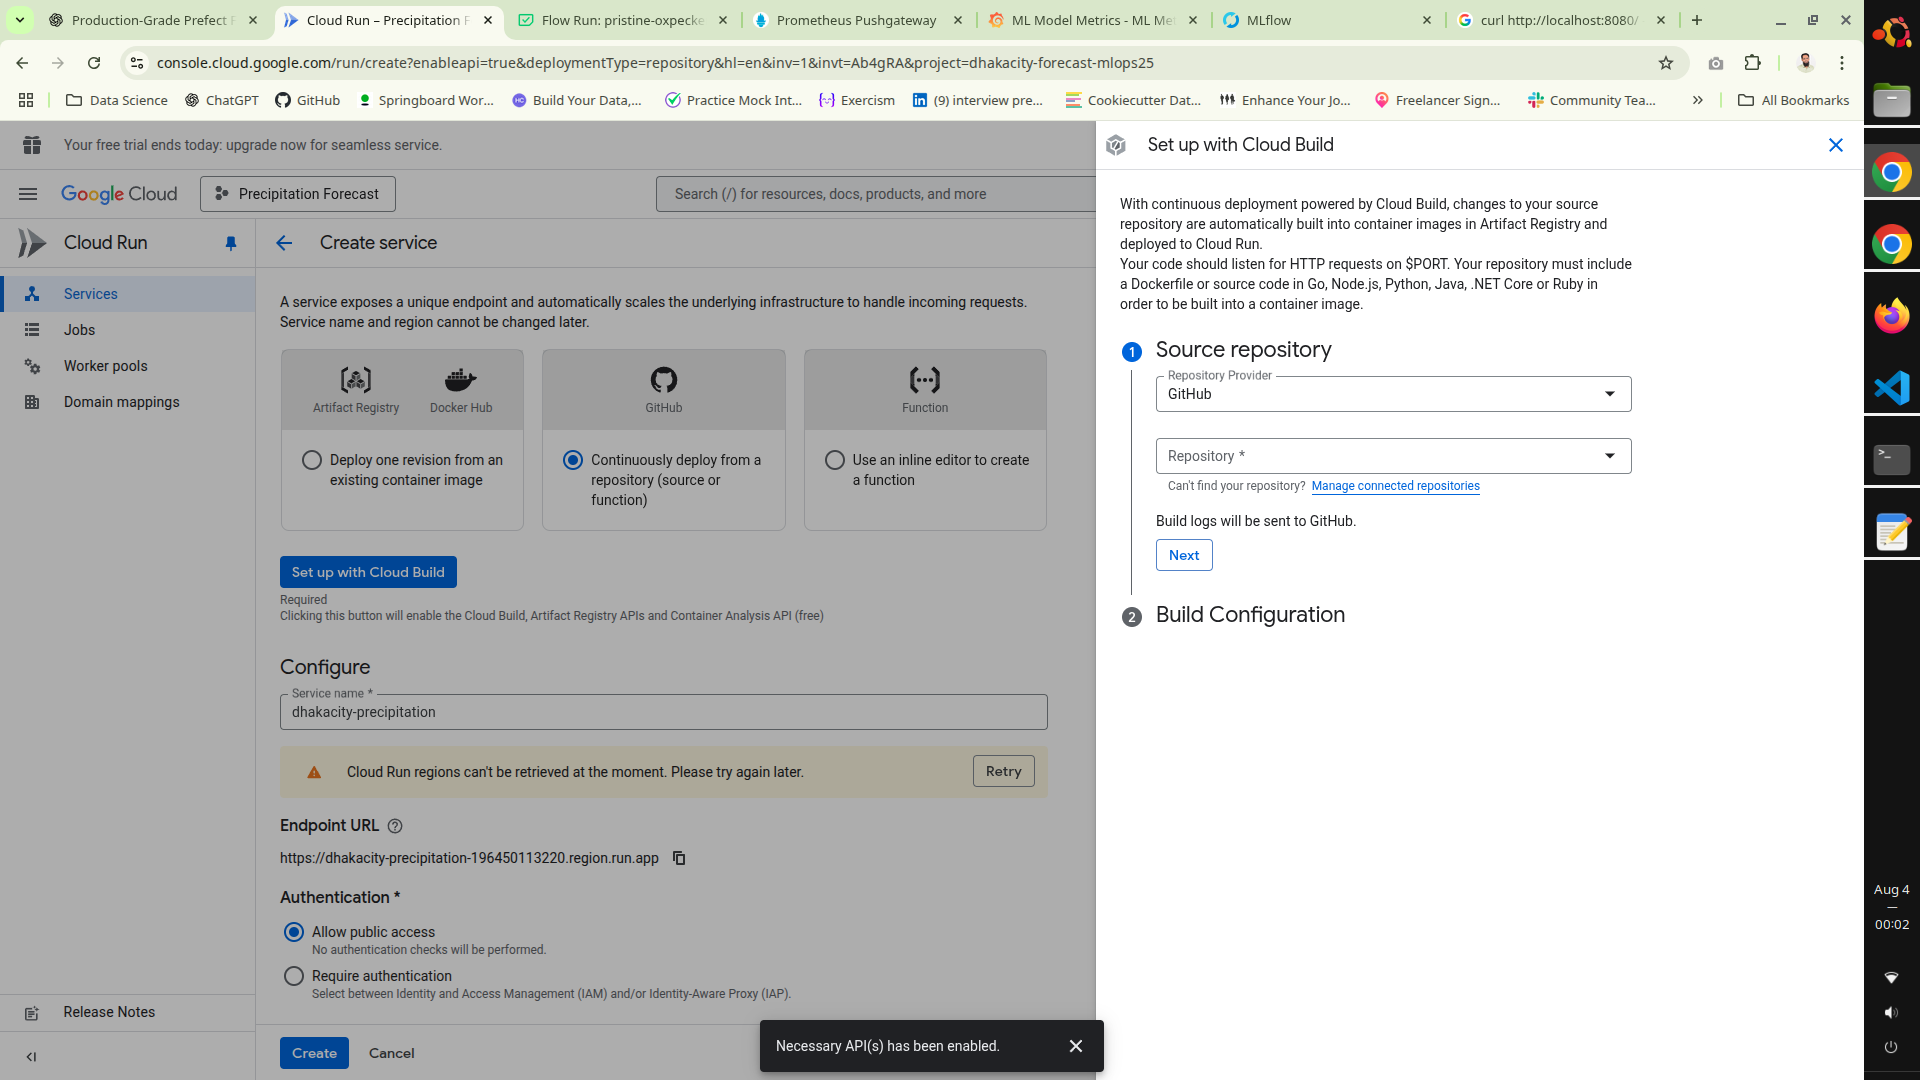 Production-Grade Prefect
Cloud Run – Precipitation F
Flow Run: pristine-oxpecke
Prometheus Pushgateway
ML Model Metrics - ML Me
MLflow
curl http://localhost:8080/
console.cloud.google.com/run/create?enableapi=true&deploymentType=repository&hl=en&inv=1&invt=Ab4gRA&project=dhakacity-forecast-mlops25
Data Science
ChatGPT
GitHub
Springboard Wor...
Build Your Data,...
Practice Mock Int...
Exercism
(9) interview pre...
Cookiecutter Dat...
Enhance Your Jo...
Freelancer Sign...
Community Tea...
All Bookmarks
Your free trial ends today: upgrade now for seamless service.
Google Cloud
Precipitation Forecast
Search (/) for resources, docs, products, and more
Cloud Run
Services
Jobs
Worker pools
Domain mappings
Release Notes
Create service
A service exposes a unique endpoint and automatically scales the underlying infrastructure to handle incoming requests.
Service name and region cannot be changed later.
Artifact Registry
Docker Hub
Deploy one revision from an
existing container image
GitHub
Continuously deploy from a
repository (source or
function)
Function
Use an inline editor to create
a function
Set up with Cloud Build
Required
Clicking this button will enable the Cloud Build, Artifact Registry APIs and Container Analysis API (free)
Configure
Service name *
dhakacity-precipitation
Cloud Run regions can't be retrieved at the moment. Please try again later.
Retry
Endpoint URL
https://dhakacity-precipitation-196450113220.region.run.app
Authentication *
Allow public access
No authentication checks will be performed.
Require authentication
Select between Identity and Access Management (IAM) and/or Identity-Aware Proxy (IAP).
Create
Cancel
Necessary API(s) has been enabled.
Set up with Cloud Build
With continuous deployment powered by Cloud Build, changes to your source
repository are automatically built into container images in Artifact Registry and
deployed to Cloud Run.
Your code should listen for HTTP requests on $PORT. Your repository must include
a Dockerfile or source code in Go, Node.js, Python, Java, .NET Core or Ruby in
order to be built into a container image.
1
Source repository
Repository Provider
GitHub
Repository *
Can't find your repository? Manage connected repositories
Build logs will be sent to GitHub.
Next
2
Build Configuration
Aug 4
—
00:02